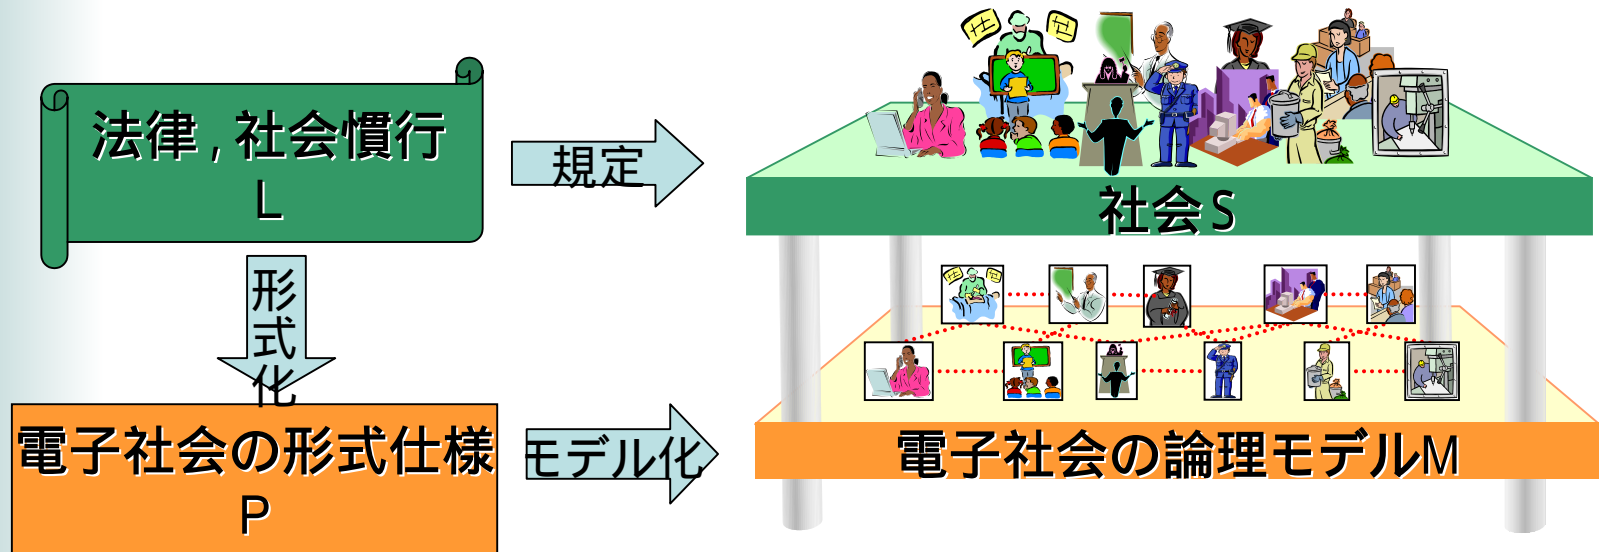 法律,社会慣行
L
規定
社会S
形式化
電子社会の形式仕様
P
モデル化
電子社会の論理モデルM